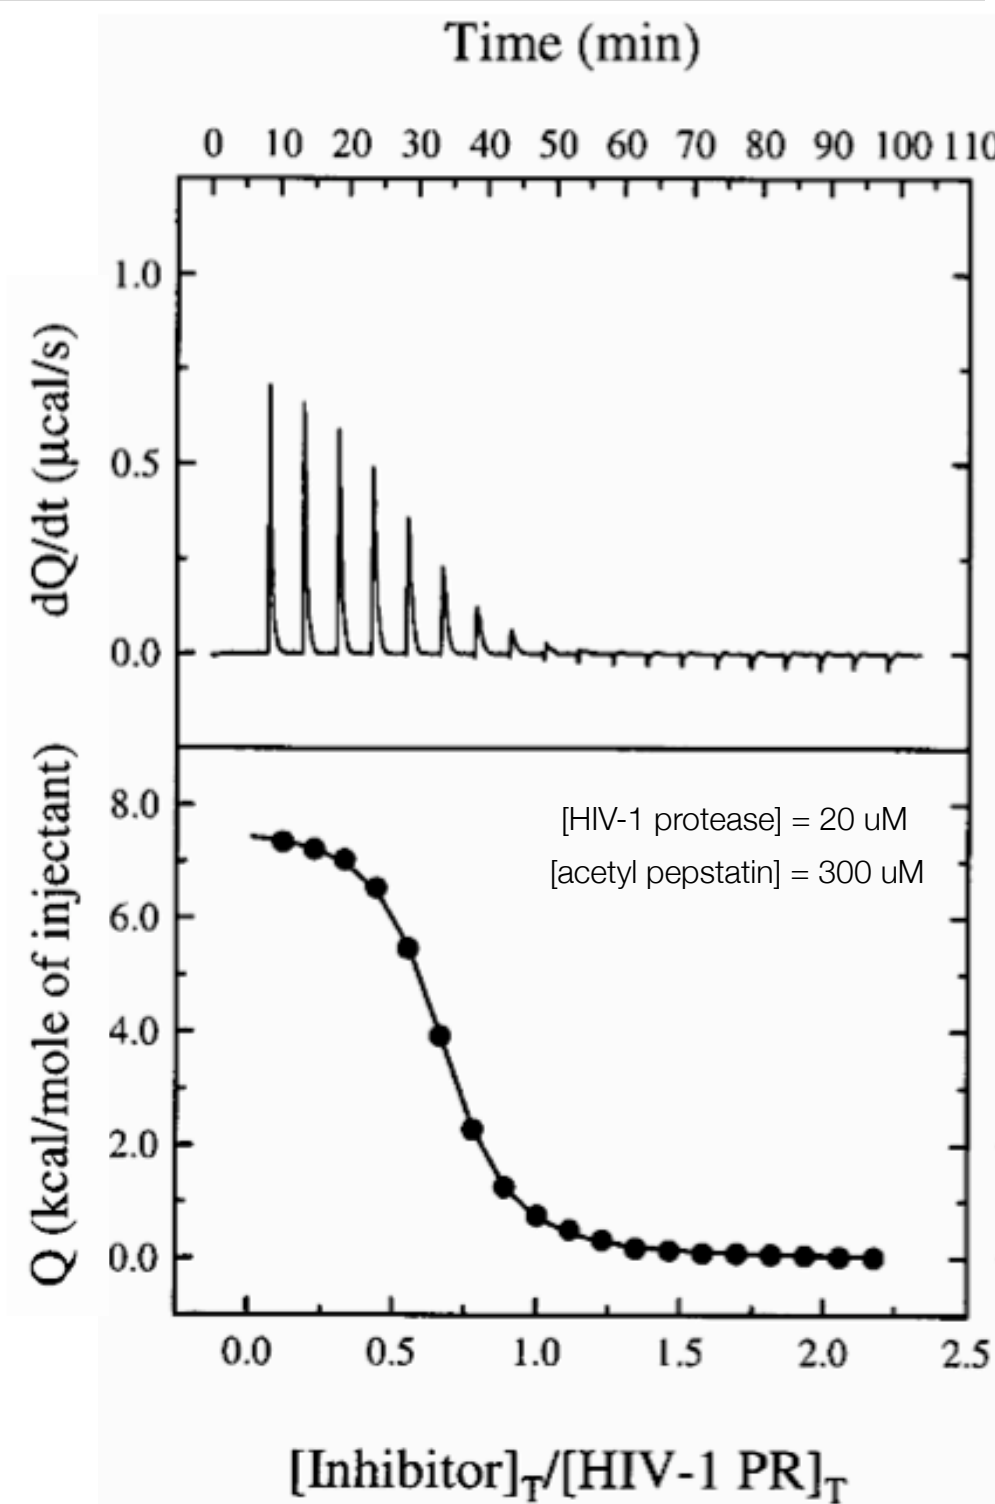 Time (min)
0 10 20 30 40 50 60 70 80 90 100 110
1.0
0.5
0.0
dQ/dt (µcal/s)
8.0
6.0
4.0
2.0
0.0
Q (kcal/mole of injectant)
[HIV-1 protease] = 20 uM
[acetyl pepstatin] = 300 uM
0.0 0.5 1.0 1.5 2.0 2.5
[Inhibitor]T/[HIV-1 PR]T